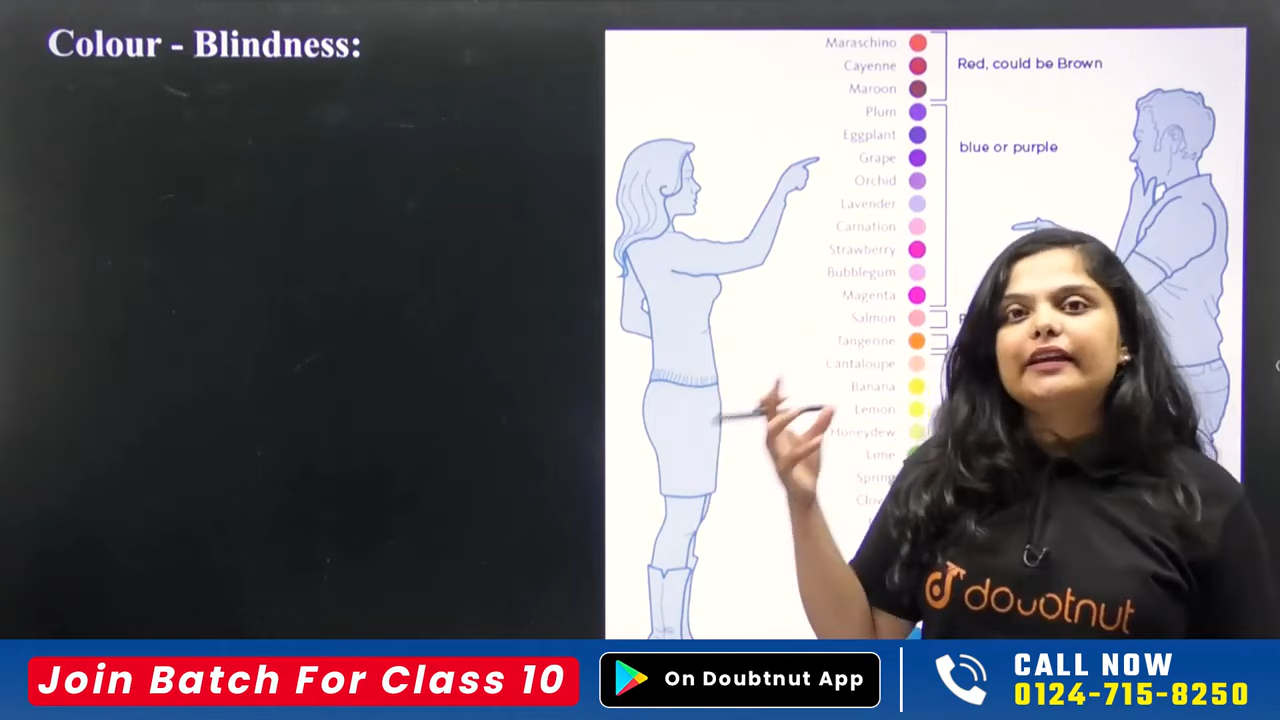 Colour - Blindness:
Maraschino
Cayenne
Maroon
Red, could be Brown
Plum
Eggplant
Grape
Orchid
Lavender
Carnation
Strawberry
Bubblegum
Magenta
blue or purple
Salmon
Tangerine
Cantaloupe
Banana
Lemon
Honeydew
Lime
Spring
doubtnut
Join Batch For Class 10
On Doubtnut App
CALL NOW
0124-715-8250